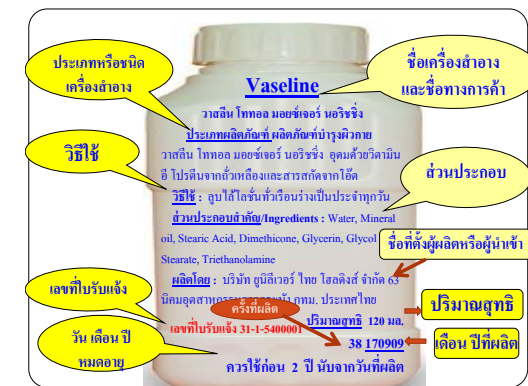 ประเภทหรือชนิด
เครื่องสำอาง
ชื่อเครื่องสำอาง
และชื่อทางการค้า
Vaseline
วาสลีน โททอล มอยซ์เจอร์ นอริชชิ่ง
ประเภทผลิตภัณฑ์ ผลิตภัณฑ์บำรุงผิวกาย
วิธีใช้
วาสลีน โททอล มอยซ์เจอร์ นอริชชิ่ง อุดมด้วยวิตามิน
อี โปรตีนจากถั่วเหลืองและสารสกัดจากโอ๊ต
ส่วนประกอบ
วิธีใช้ : ลูบไล้โลชั่นทั่วเรือนร่างเป็นประจำทุกวัน
ส่วนประกอบสำคัญ/Ingredients : Water, Mineral
oil, Stearic Acid, Dimethicone, Glycerin, Glycol
ชื่อที่ตั้งผู้ผลิตหรือผู้นำเข้า
Stearate, Triethanolamine
ผลิตโดย : บริษัท ยูนิลีเวอร์ ไทย โฮลดิงส์ จำกัด 63
เลขที่ใบรับแจ้ง
กทม. ประเทศไทย
ครั้งที่ผลิต
ปริมาณสุทธิ
เลขที่ใบรับแจ้ง 31-1-5400001
ปริมาณสุทธิ 120 มล.
วัน เดือน ปี
หมดอายุ
38 170909
เดือน ปีที่ผลิต
ควรใช้ก่อน 2 ปี นับจากวันที่ผลิต